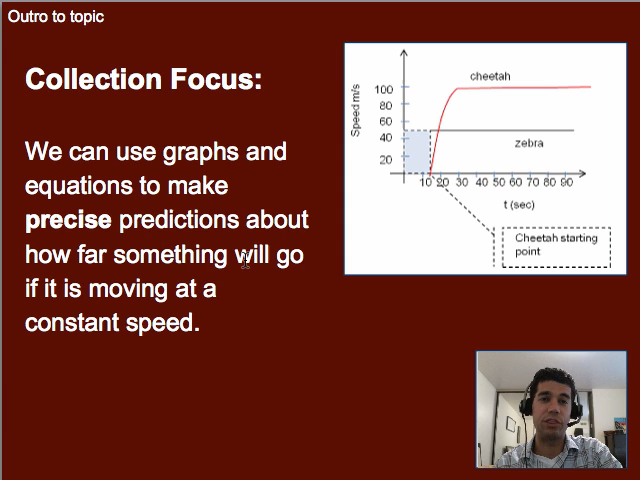 Outro to topic
Collection Focus:
We can use graphs and
equations to make
precise predictions about
how far something will go
if it is moving at a
constant speed.
Speed m/s
100
80
60
40
20
cheetah
zebra
10 20 30 40 50 60 70 80 90
t (sec)
Cheetah starting
point